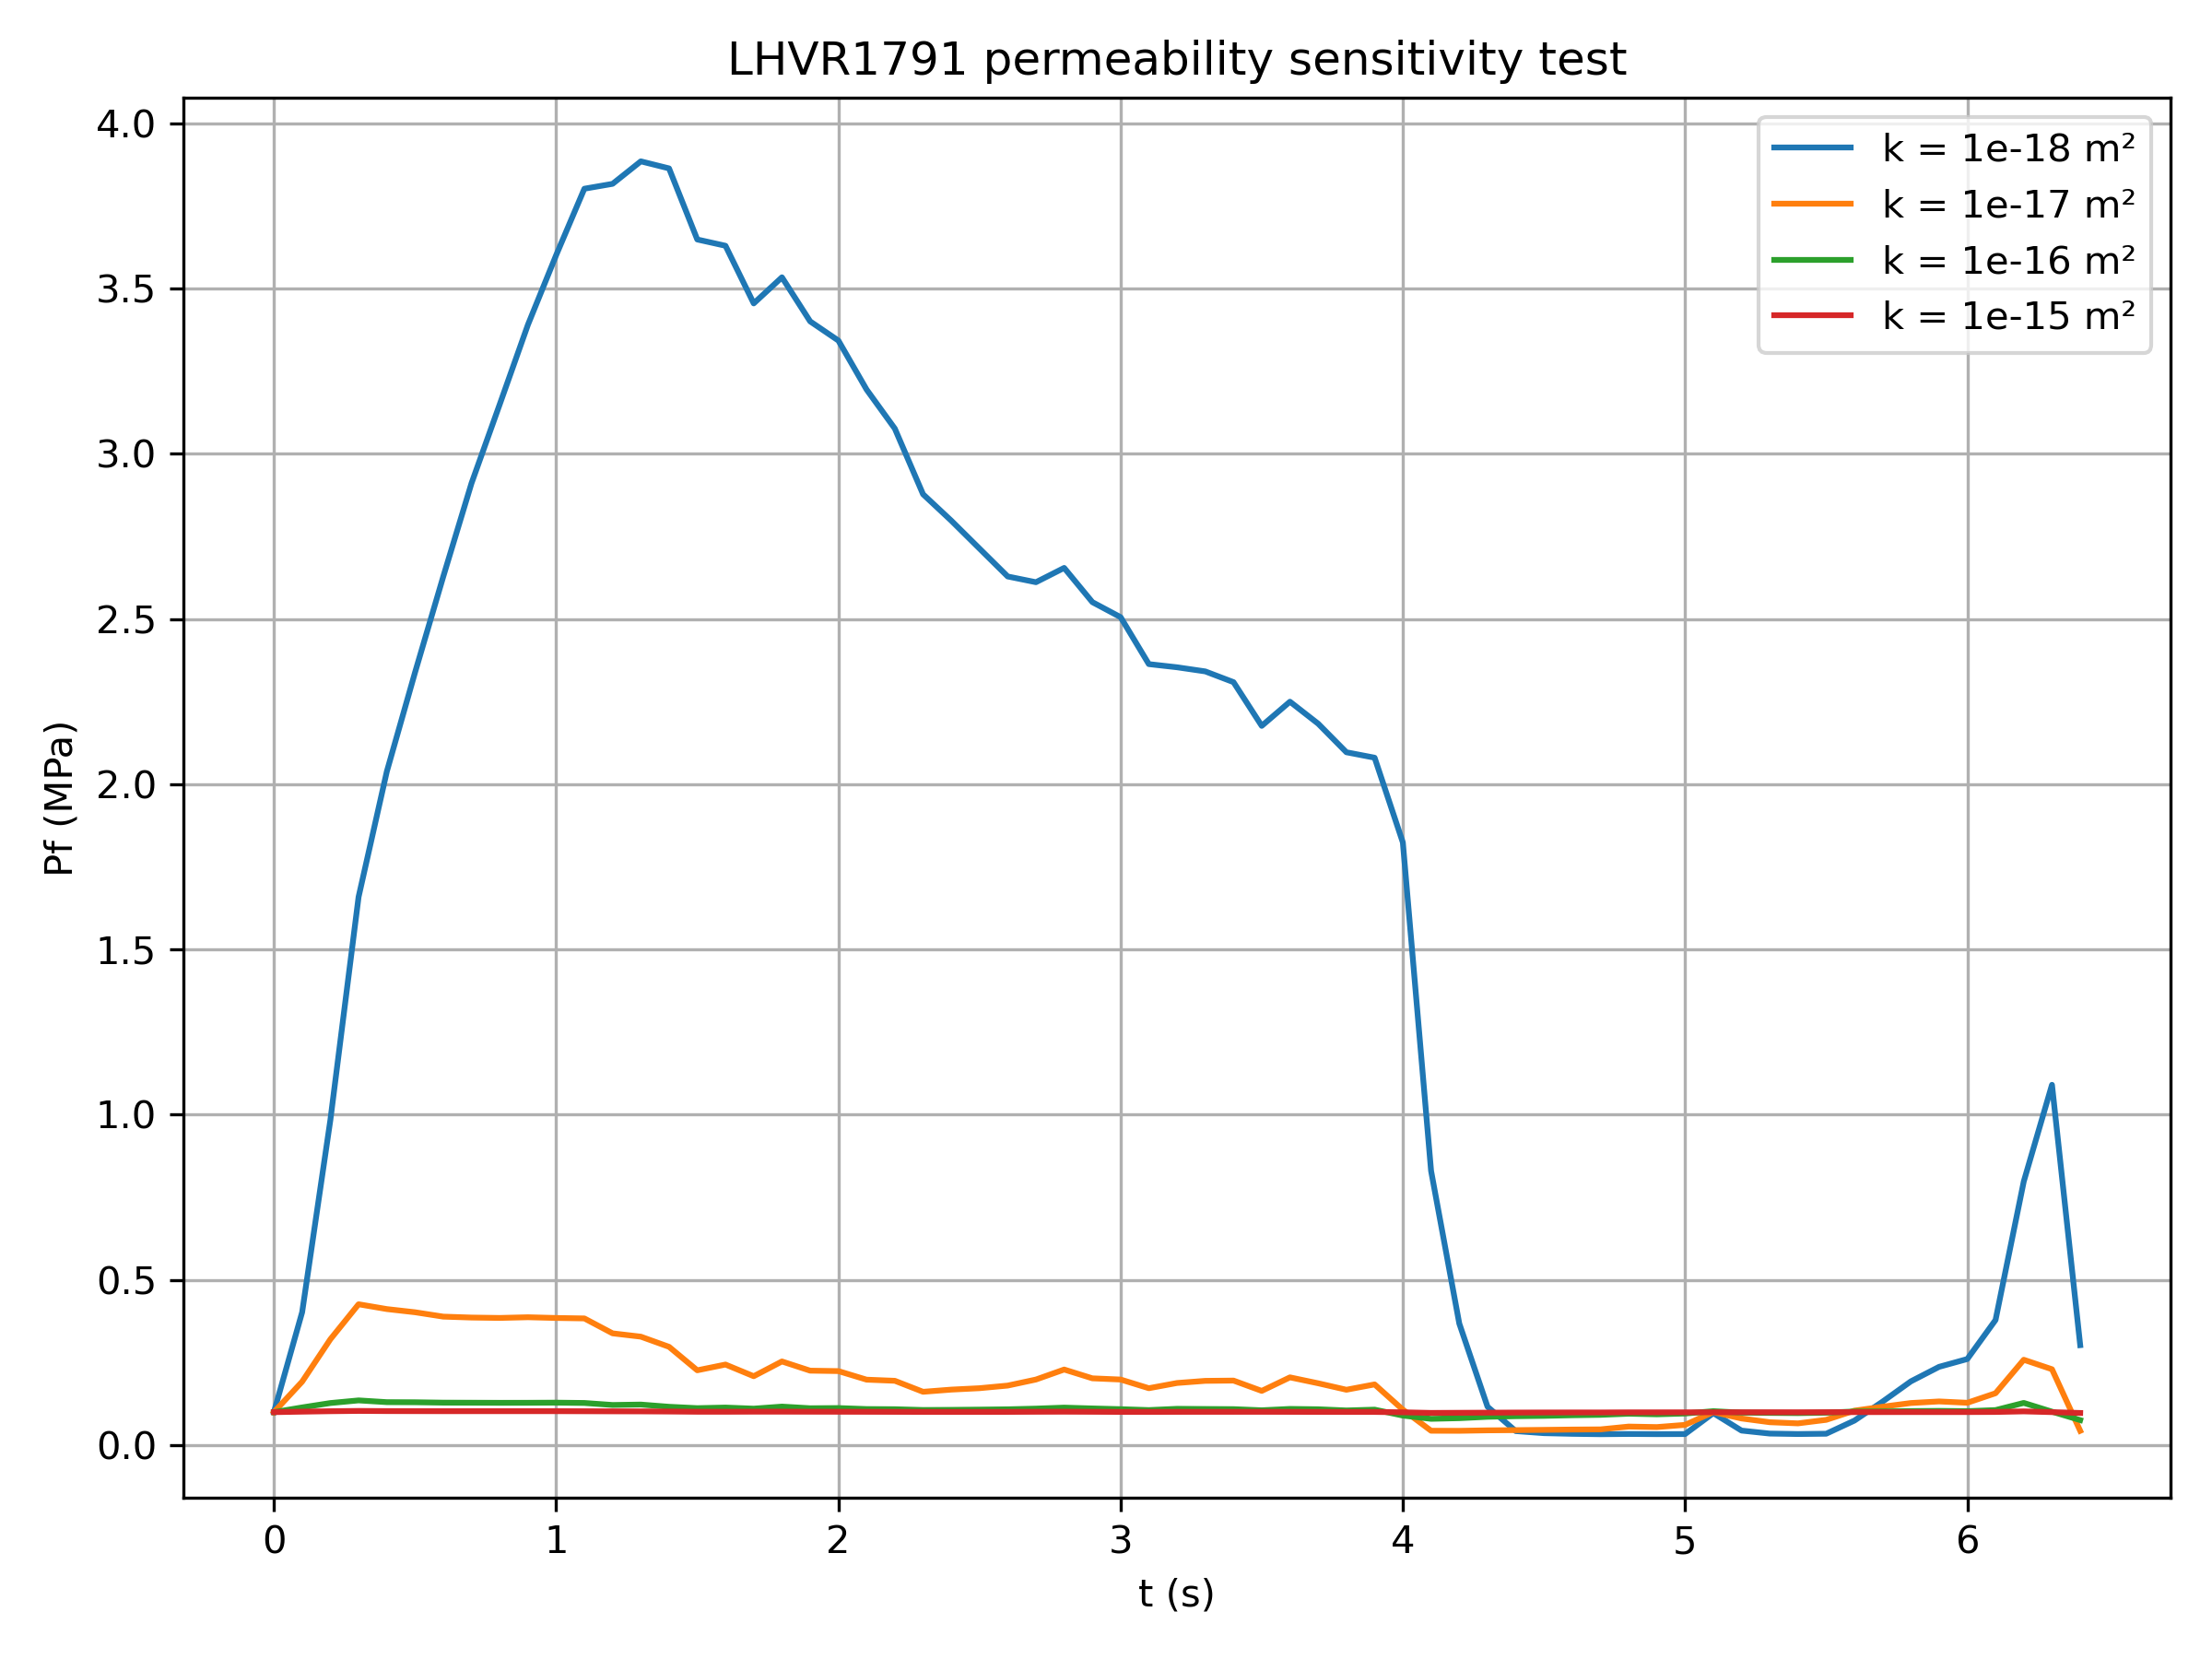 LHVR1791 permeability sensitivity test
4.0
3.5
3.0
2.5
2.0
1.5
1.0
0.5
0.0
Pf (MPa)
k = 1e-18 m²
k = 1e-17 m²
k = 1e-16 m²
k = 1e-15 m²
0 1 2 3 4 5 6
t (s)